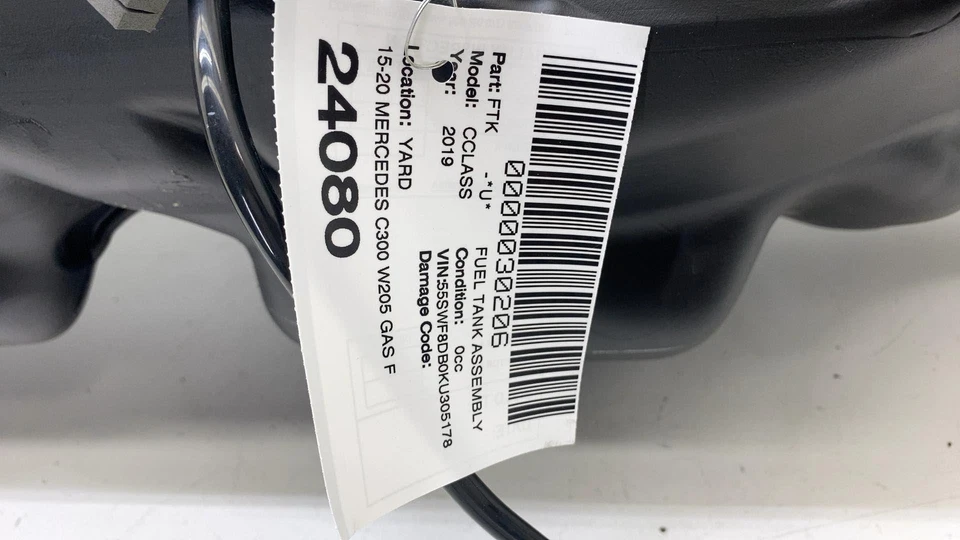 0000030206
Part: FTK -*U* FUEL TANK ASSEMBLY
Model: C'CLASS Condition: 0cc
Year: 2019 VIN:55SWF8DB0KU305178
Damage Code:
Location: YARD
15-20 MERCEDES C300 W205 GAS F
24080